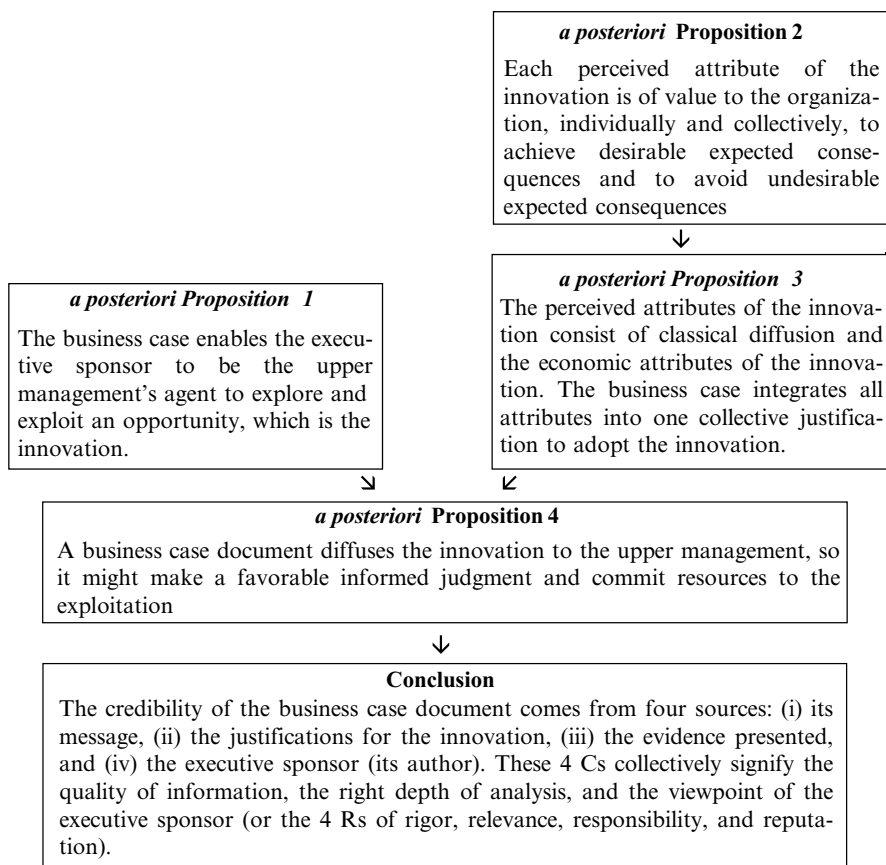 a posteriori Proposition 2
Each perceived attribute of the
innovation is of value to the organiza-
tion, individually and collectively, to
achieve desirable expected conse-
quences and to avoid undesirable
expected consequences
a posteriori Proposition 1
The business case enables the execu-
tive sponsor to be the upper
management's agent to explore and
exploit an opportunity, which is the
innovation.
a posteriori Proposition 3
The perceived attributes of the innova-
tion consist of classical diffusion and
the economic attributes of the innova-
tion. The business case integrates all
attributes into one collective justifica-
tion to adopt the innovation.
a posteriori Proposition 4
A business case document diffuses the innovation to the upper management, so
it might make a favorable informed judgment and commit resources to the
exploitation
Conclusion
The credibility of the business case document comes from four sources: (i) its
message, (ii) the justifications for the innovation, (iii) the evidence presented,
and (iv) the executive sponsor (its author). These 4 Cs collectively signify the
quality of information, the right depth of analysis, and the viewpoint of the
executive sponsor (or the 4 Rs of rigor, relevance, responsibility, and reputa-
tion).